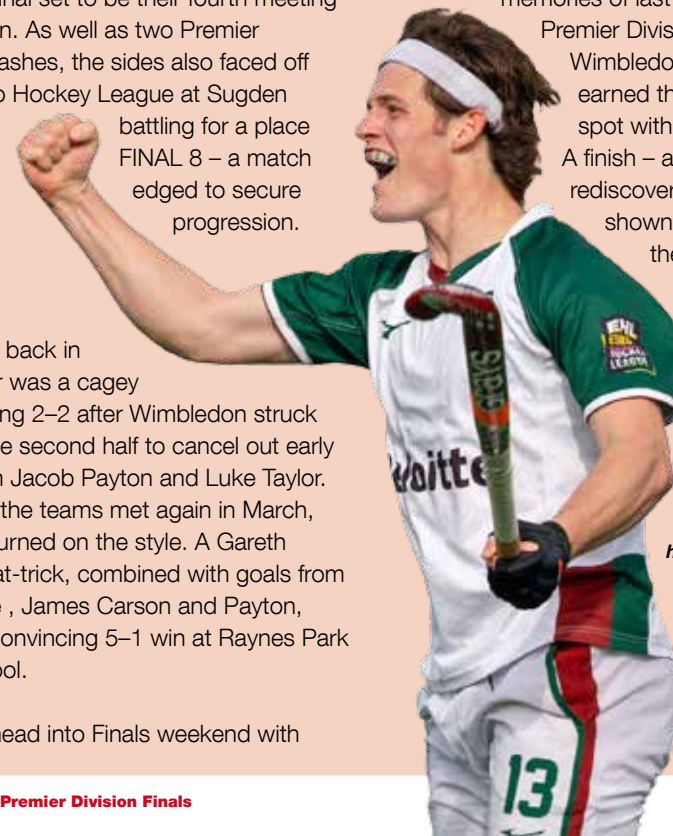 inal set to be their fourth meeting
n. As well as two Premier
ashes, the sides also faced off
o Hockey League at Sugden
battling for a place
FINAL 8 – a match
edged to secure
progression.
back in
r was a cagey
ng 2–2 after Wimbledon struck
e second half to cancel out early
n Jacob Payton and Luke Taylor.
the teams met again in March,
urned on the style. A Gareth
at-trick, combined with goals from
e , James Carson and Payton,
onvincing 5–1 win at Raynes Park
ool.
head into Finals weekend with
memories of last
Premier Divis
Wimbledo
earned th
spot with
A finish – a
rediscover
shown
the
h
EHL
HOCKEY
LEAGUE
GRAYS
loitte
13
Premier Division Finals